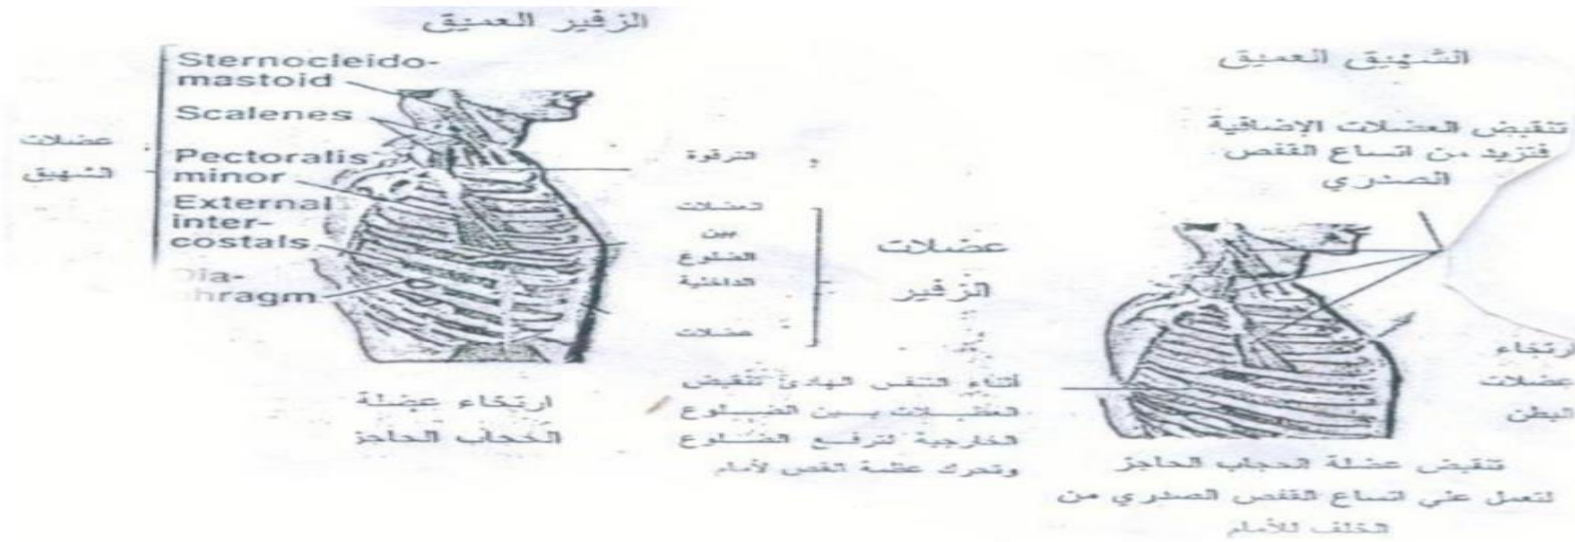 الزفير العميق
Sternocleido-
mastoid
Scalenes
Pectoralis
minor
External
inter-
costals
Dia-
phragm
عضلات
الشهيق
الترقوة
العضلات
بين
الضلوع
الداخلية
عضلات
عضلات
الزفير
ارتخاء عضلة
الحجاب الحاجز
أثناء التنفس الهادئ تنقبض
العضلات بين الضلوع
الخارجية لترفع الضلوع
وتحرك عظمة القص لأمام
الشهيق العميق
تنقبض العضلات الإضافية
فتزيد من اتساع القفص
الصدري
ارتخاء
عضلات
البطن
تنقبض عضلة الحجاب الحاجز
لتعمل علي اتساع القفص الصدري من
الخلف للأمام